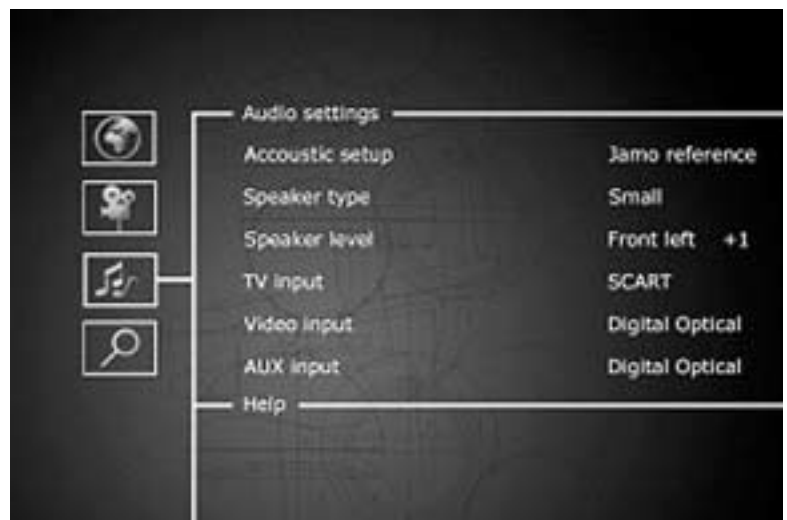 Audio settings
Accoustic setup Jamo reference
Speaker type Small
Speaker level Front left +1
TV input SCART
Video input Digital Optical
AUX input Digital Optical
Help